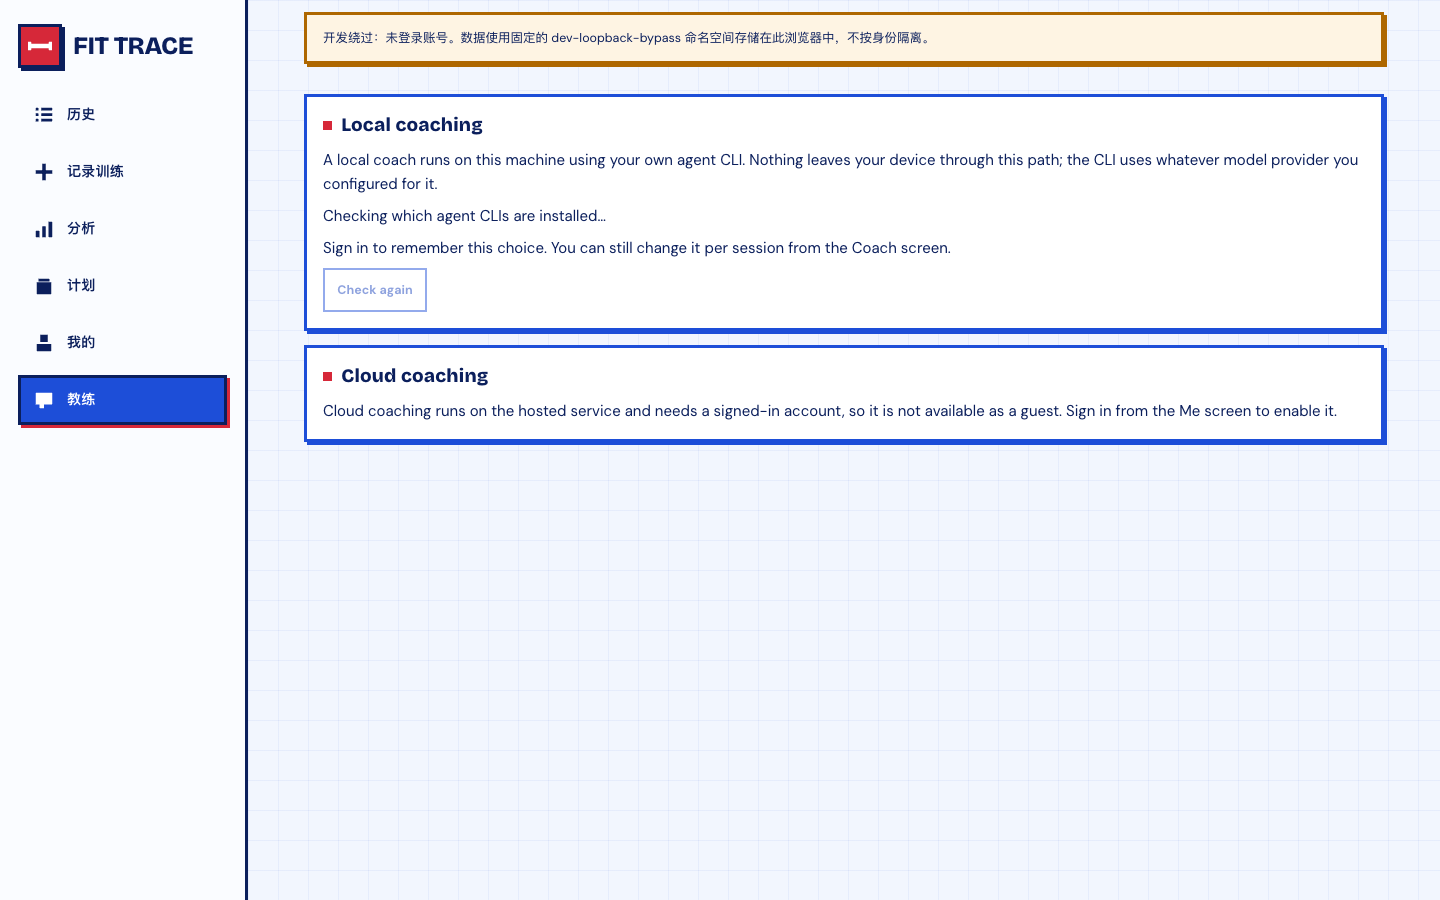 FIT TRACE
历史
记录训练
分析
计划
我的
教练
开发绕过：未登录账号。数据使用固定的 dev-loopback-bypass 命名空间存储在此浏览器中，不按身份隔离。
Local coaching
A local coach runs on this machine using your own agent CLI. Nothing leaves your device through this path; the CLI uses whatever model provider you
configured for it.
Checking which agent CLIs are installed…
Sign in to remember this choice. You can still change it per session from the Coach screen.
Check again
Cloud coaching
Cloud coaching runs on the hosted service and needs a signed-in account, so it is not available as a guest. Sign in from the Me screen to enable it.